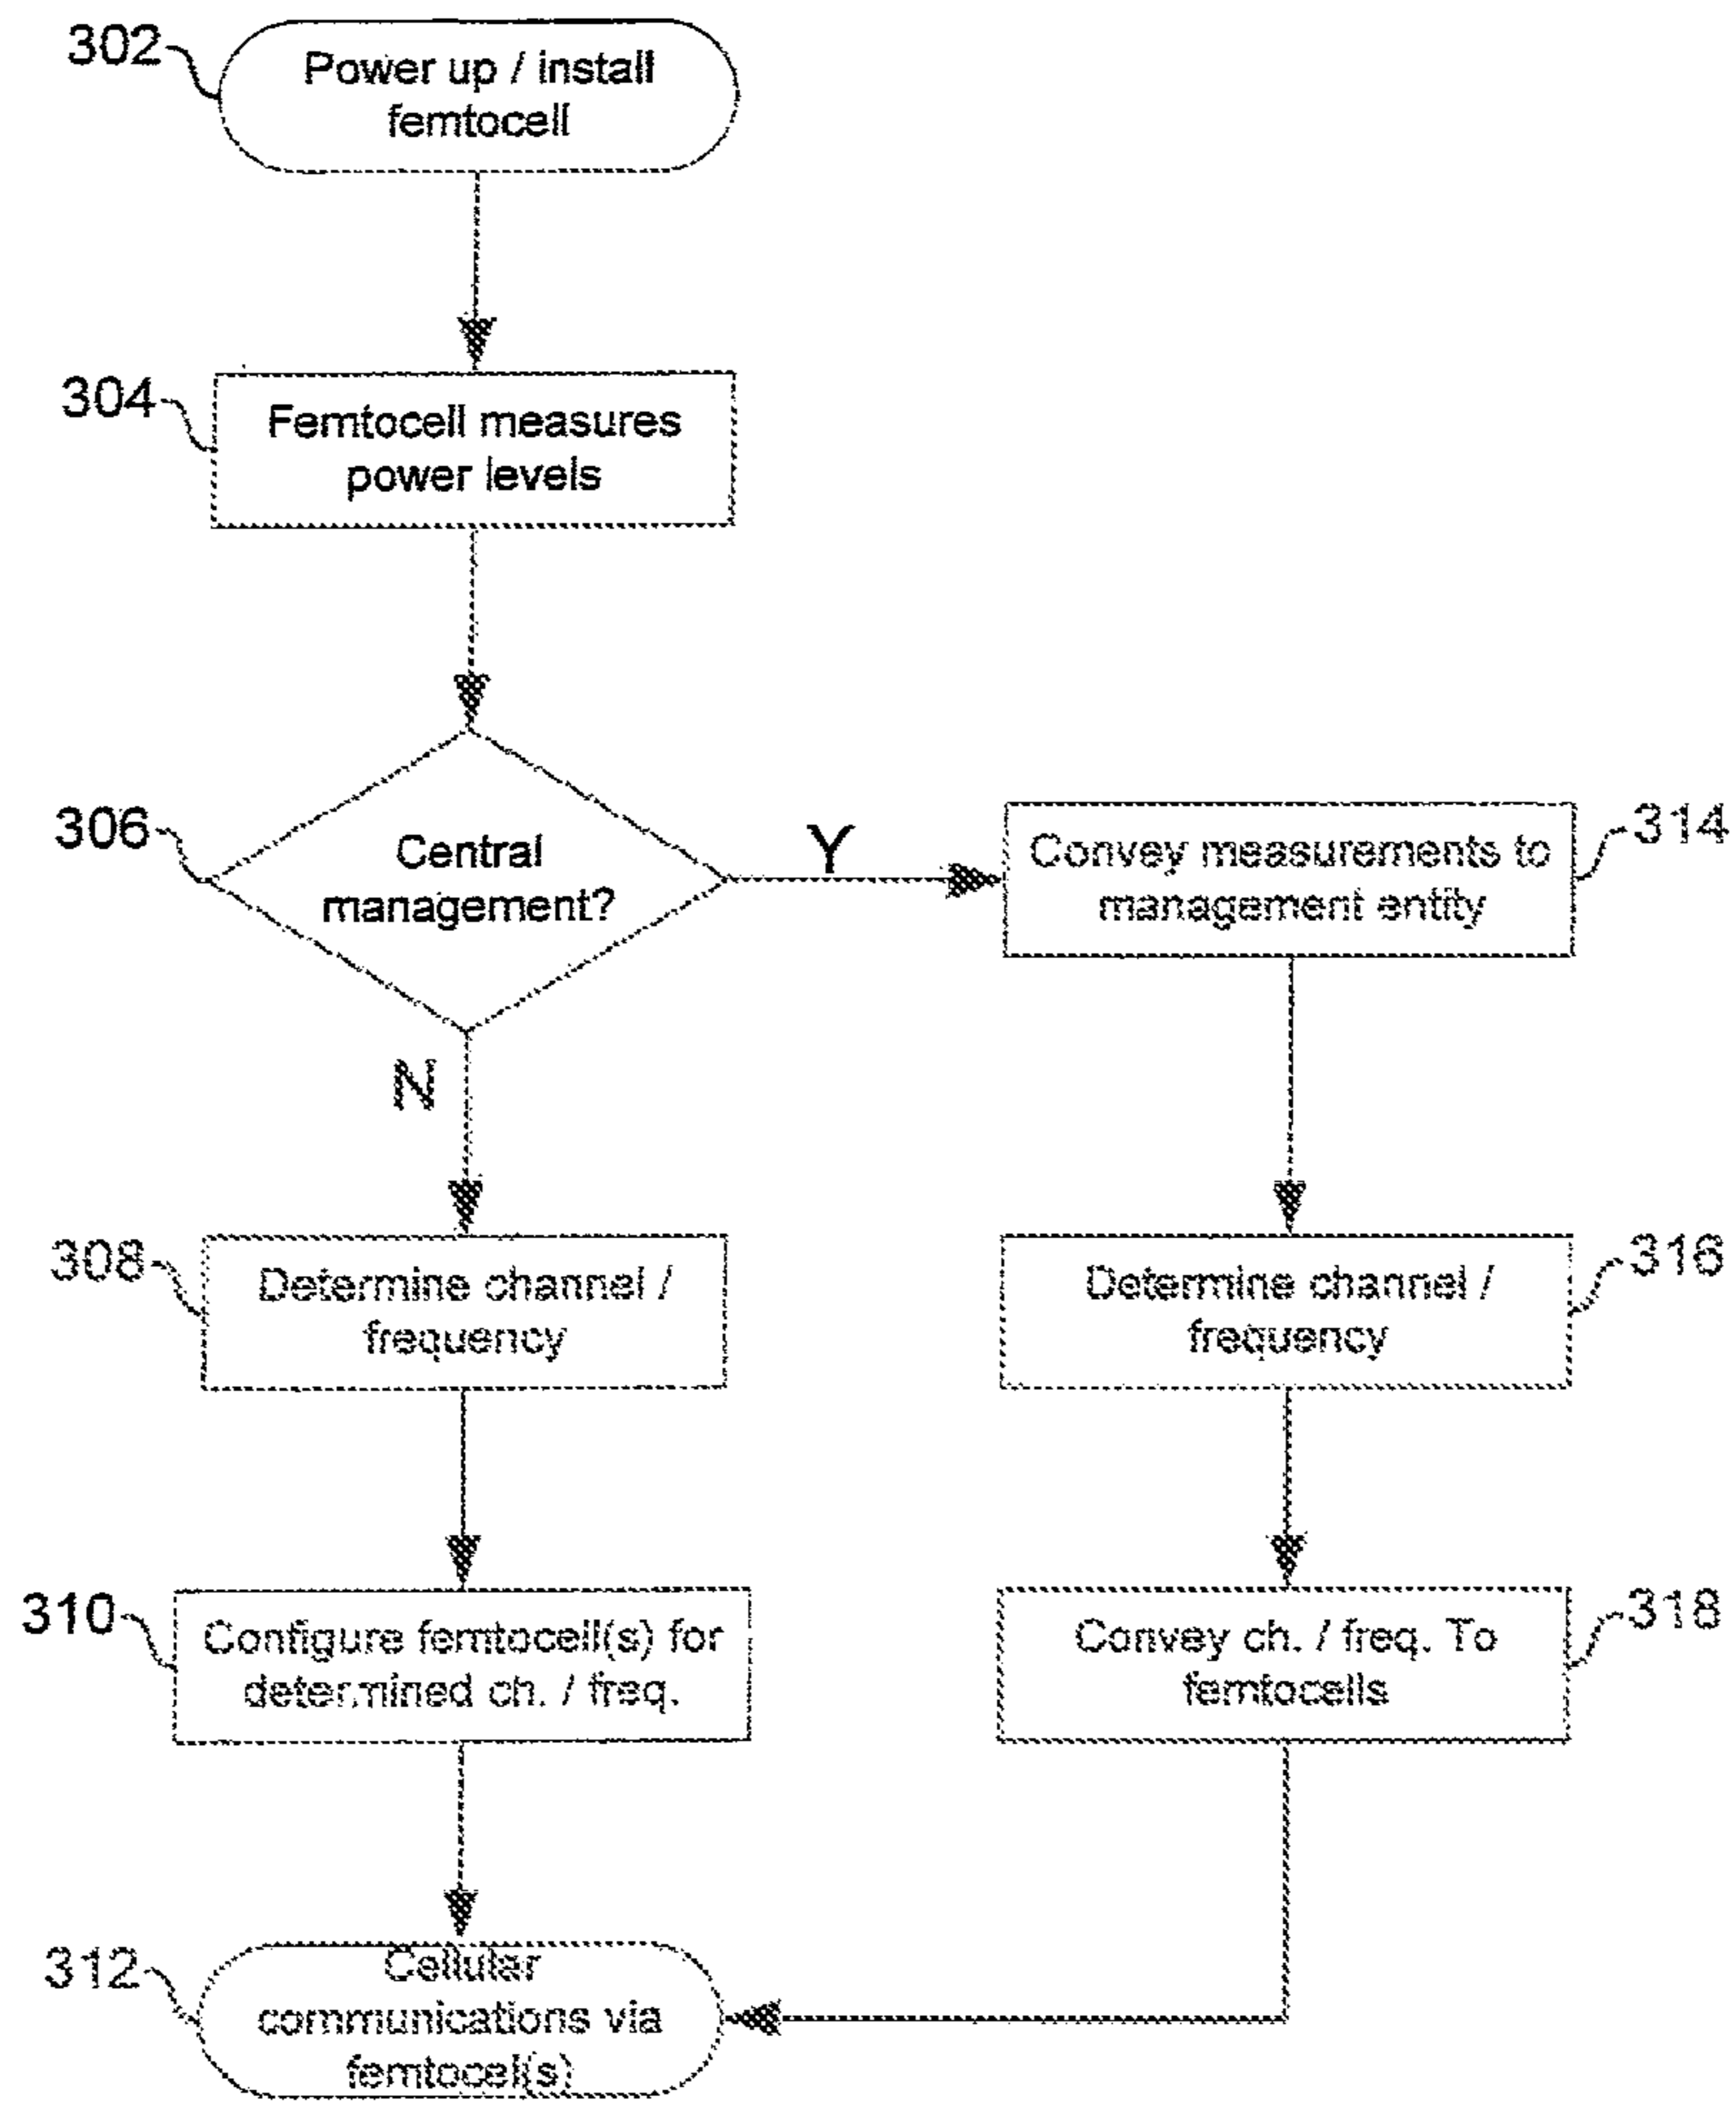 302
Power up / install
femtocell
304
Femtocell measures
power levels
306
Central
management?
Y
N
314
Convey measurements to
management entity
308
Determine channel /
frequency
316
Determine channel /
frequency
310
Configure femtocell(s) for
determined ch. / freq.
318
Convey ch. / freq. To
femtocells
312
Cellular
communications via
femtocel(s)